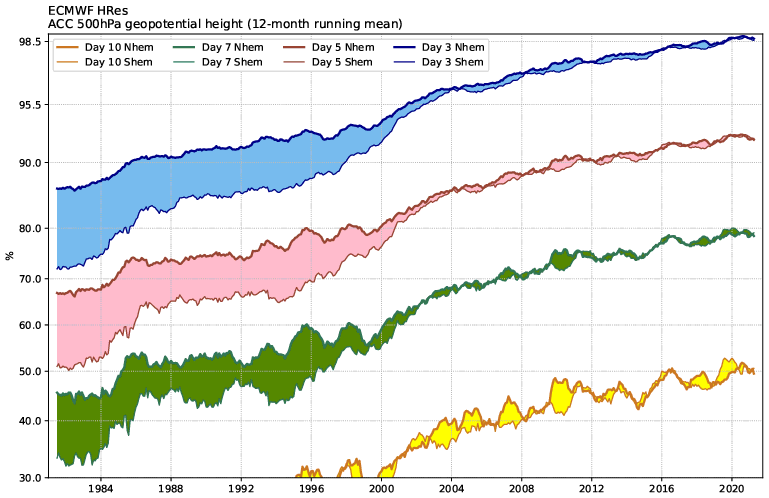 ECMWF HRes
ACC 500hPa geopotential height (12-month running mean)
Day 10 Nhem Day 7 Nhem Day 5 Nhem Day 3 Nhem
Day 10 Shem Day 7 Shem Day 5 Shem Day 3 Shem
98.5
95.5
90.0
80.0
%
70.0
60.0
50.0
40.0
30.0
1984 1988 1992 1996 2000 2004 2008 2012 2016 2020